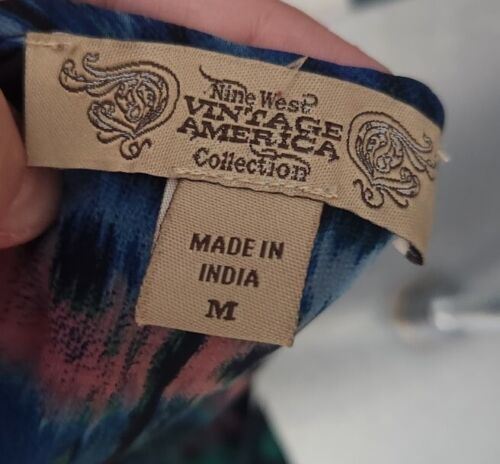 Nine West
VINTAGE
AMERICA
Collection
MADE IN
INDIA
M